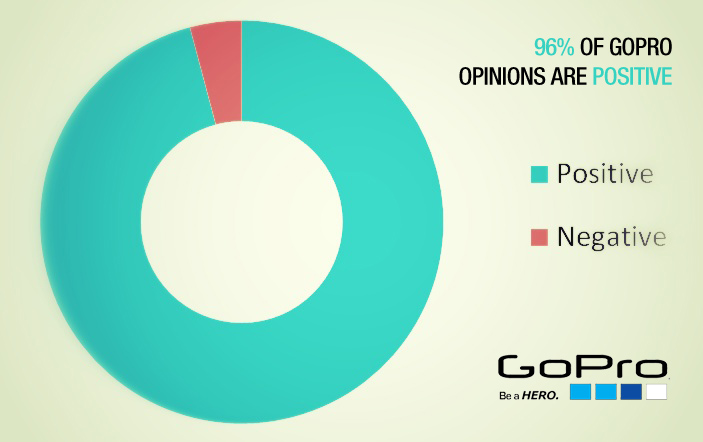 96% OF GOPRO
OPINIONS ARE POSITIVE
Positive
Negative
GoPro
Be a HERO.